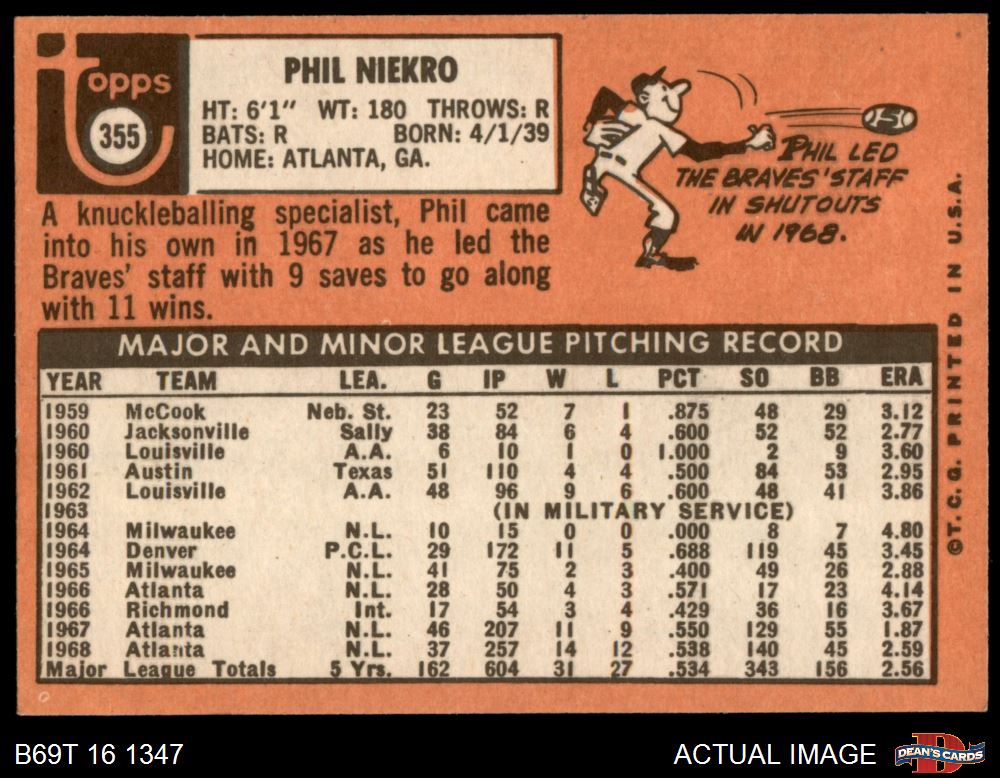 Topps
355
PHIL NIEKRO
HT: 6'1" WT: 180 THROWS: R
BATS: R BORN: 4/1/39
HOME: ATLANTA, GA.
A knuckleballing specialist, Phil came
into his own in 1967 as he led the
Braves' staff with 9 saves to go along
with 11 wins.
PHIL LED
THE BRAVES' STAFF
IN SHUTOUTS
IN 1968.
MAJOR AND MINOR LEAGUE PITCHING RECORD
YEAR TEAM LEA. G IP W L PCT SO BB ERA
1959 McCook Neb. St. 23 52 7 1 .875 48 29 3.12
1960 Jacksonville Sally 38 84 6 4 .600 52 52 2.77
1960 Louisville A.A. 6 10 1 0 1.000 2 9 3.60
1961 Austin Texas 51 110 4 4 .500 84 53 2.95
1962 Louisville A.A. 48 96 9 6 .600 48 41 3.86
1963 (IN MILITARY SERVICE)
1964 Milwaukee N.L. 10 15 0 0 .000 8 7 4.80
1964 Denver P.C.L. 29 172 11 5 .688 119 45 3.45
1965 Milwaukee N.L. 41 75 2 3 .400 49 26 2.88
1966 Atlanta N.L. 28 50 4 3 .571 17 23 4.14
1966 Richmond Int. 17 54 3 4 .429 36 16 3.67
1967 Atlanta N.L. 46 207 11 9 .550 129 55 1.87
1968 Atlanta N.L. 37 257 14 12 .538 140 45 2.59
Major League Totals 5 Yrs. 162 604 31 27 .534 343 156 2.56
©T.C.G. PRINTED IN U.S.A.
B69T 16 1347
ACTUAL IMAGE
DEAN'S CARDS